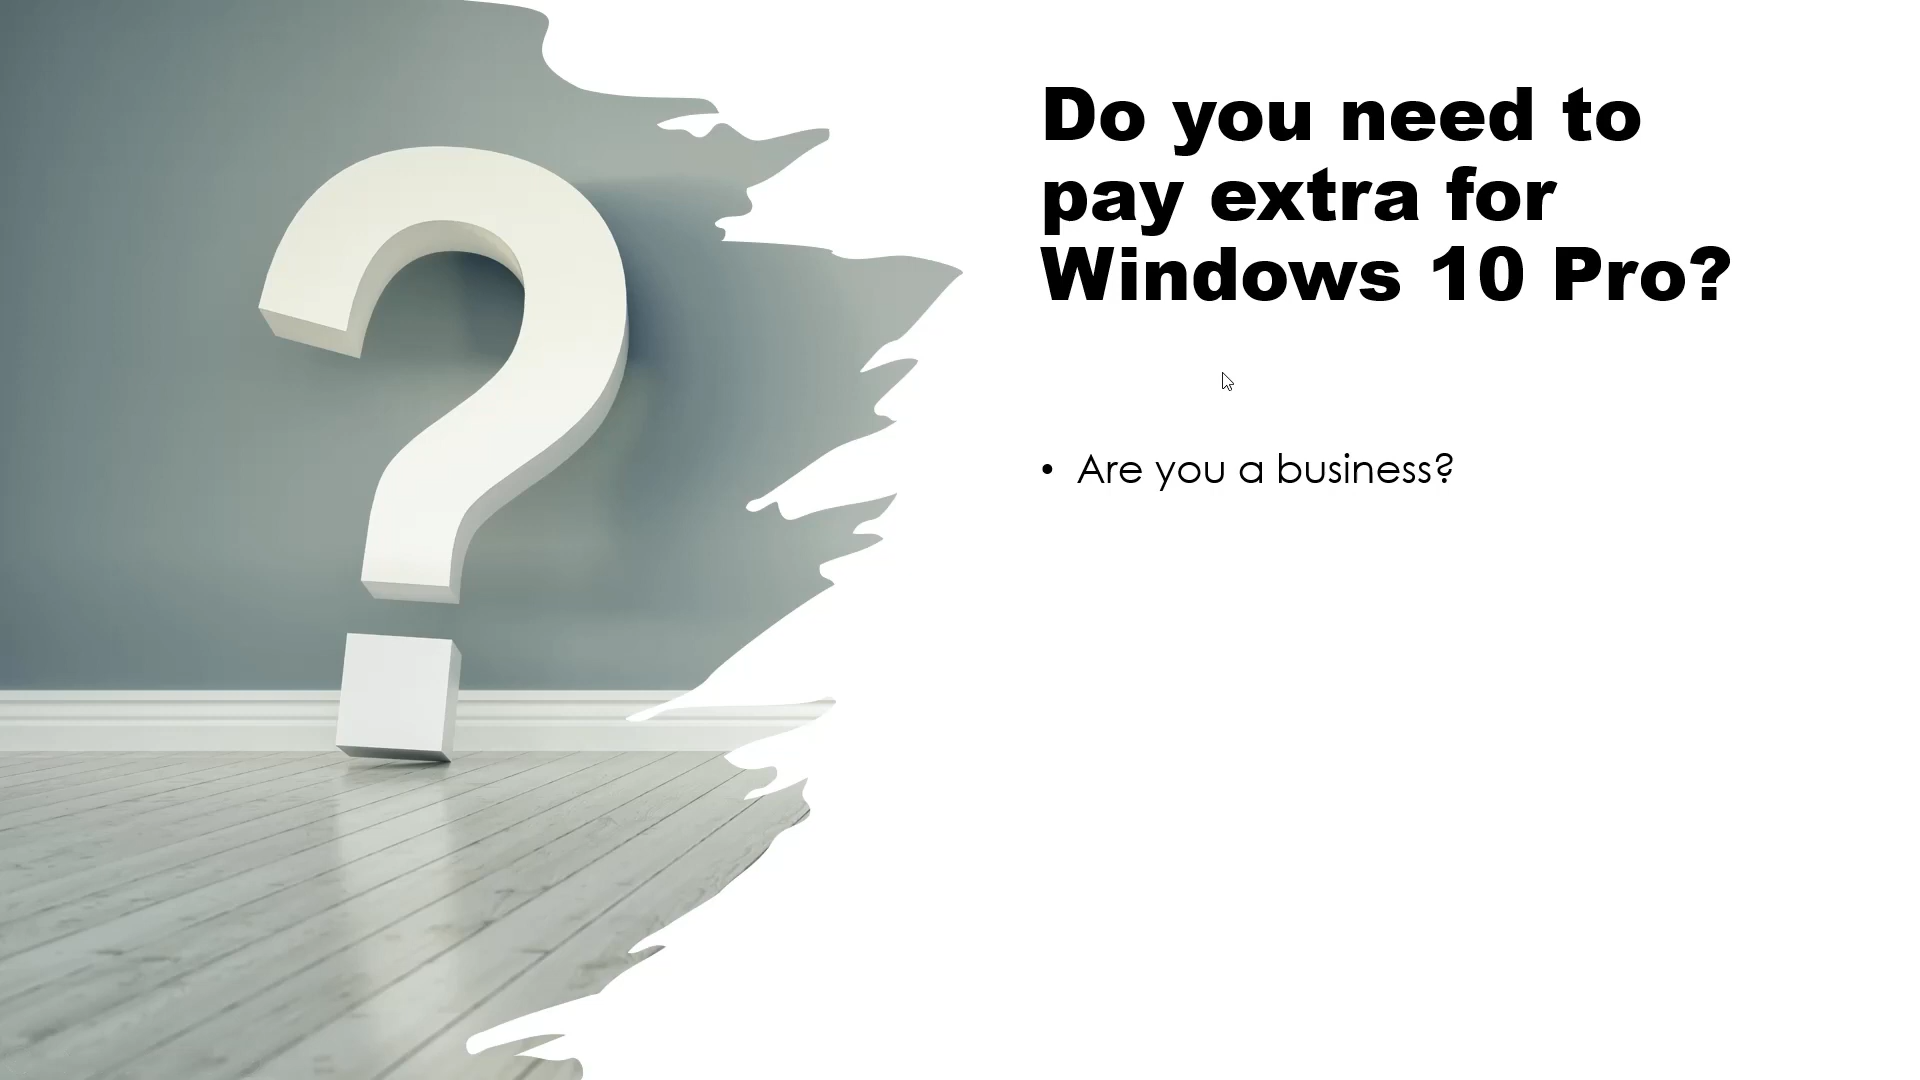 Do you need to
pay extra for
Windows 10 Pro?
• Are you a business?